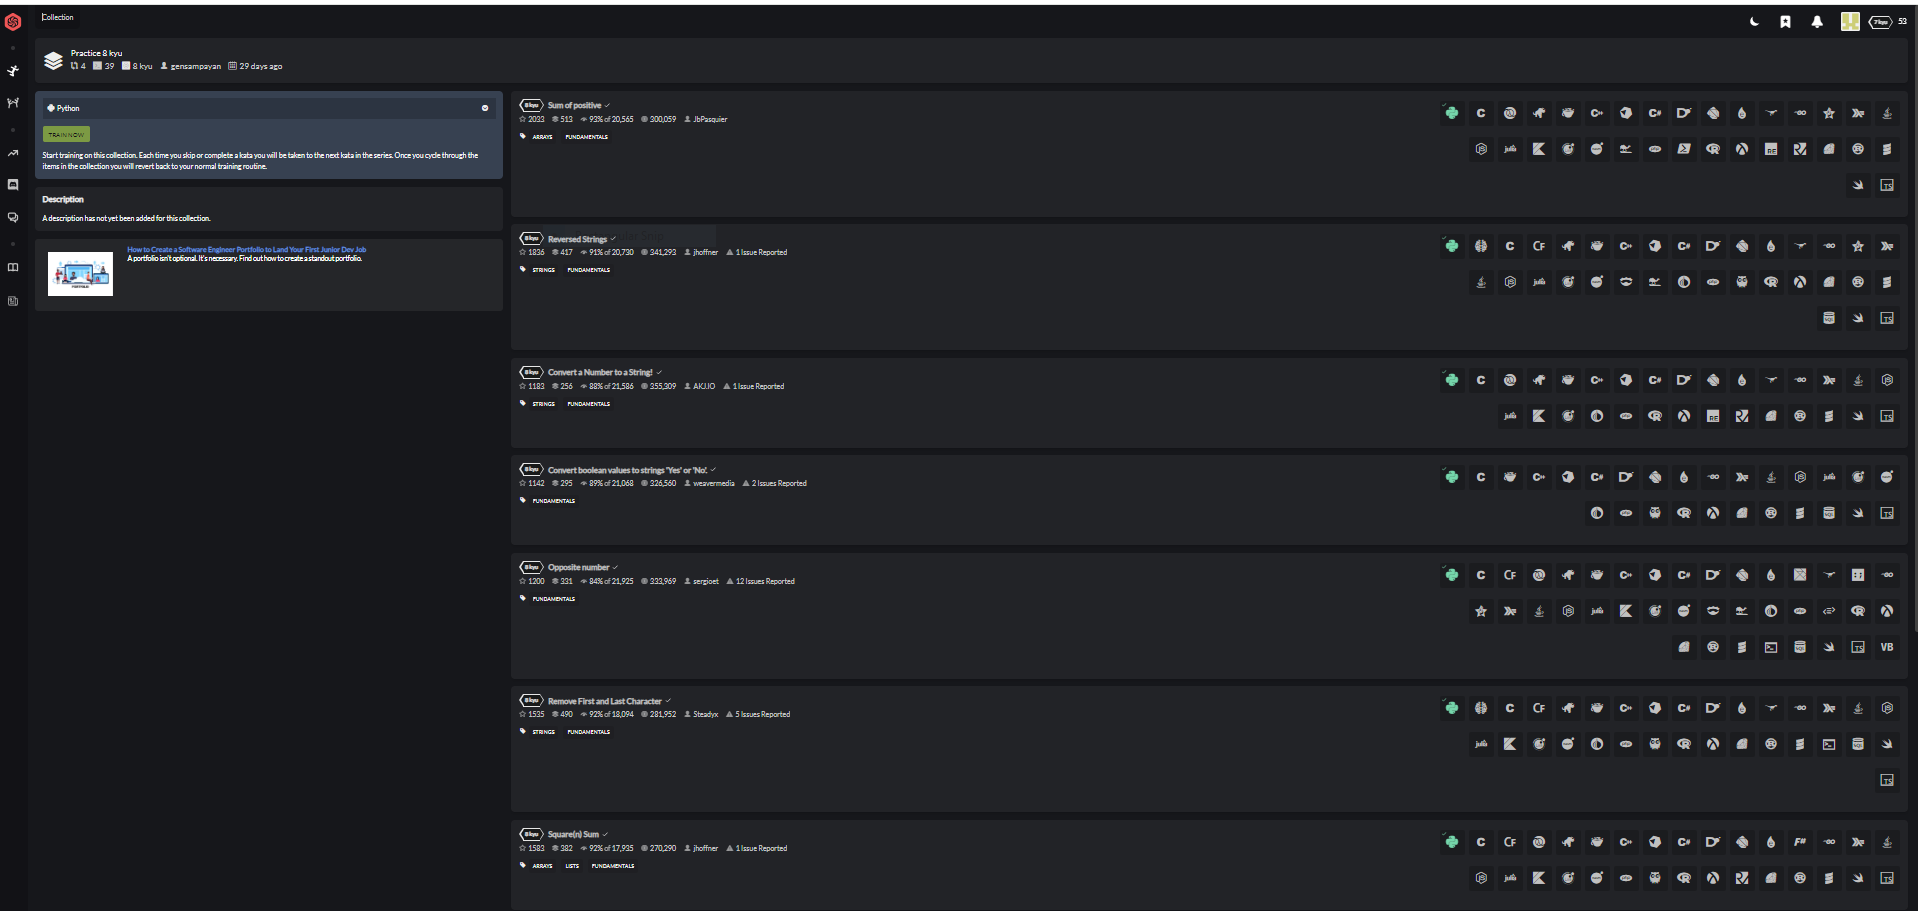 Collection
7 kyu 53
Practice 8 kyu
4 39 8 kyu gensampayan 29 days ago
Python
TRAIN NOW
Start training on this collection. Each time you skip or complete a kata you will be taken to the next kata in the series. Once you cycle through the
items in the collection you will revert back to your normal training routine.
Description
A description has not yet been added for this collection.
How to Create a Software Engineer Portfolio to Land Your First Junior Dev Job
A portfolio isn't optional. It's necessary. Find out how to create a standout portfolio.
8 kyu Sum of positive
2033 513 93% of 20,565 300,059 JbPasquier
ARRAYS FUNDAMENTALS
8 kyu Reversed Strings
1836 417 91% of 20,730 341,293 jhoffner 1 Issue Reported
STRINGS FUNDAMENTALS
8 kyu Convert a Number to a String!
1183 256 88% of 21,586 355,309 AKJJO 1 Issue Reported
STRINGS FUNDAMENTALS
8 kyu Convert boolean values to strings 'Yes' or 'No'.
1142 295 89% of 21,068 326,560 weavermedia 2 Issues Reported
FUNDAMENTALS
8 kyu Opposite number
1200 331 84% of 21,925 333,969 sergioet 12 Issues Reported
FUNDAMENTALS
VB
8 kyu Remove First and Last Character
1535 490 92% of 18,094 281,952 Steadyx 5 Issues Reported
STRINGS FUNDAMENTALS
8 kyu Square(n) Sum
1583 382 92% of 17,935 270,290 jhoffner 1 Issue Reported
ARRAYS LISTS FUNDAMENTALS